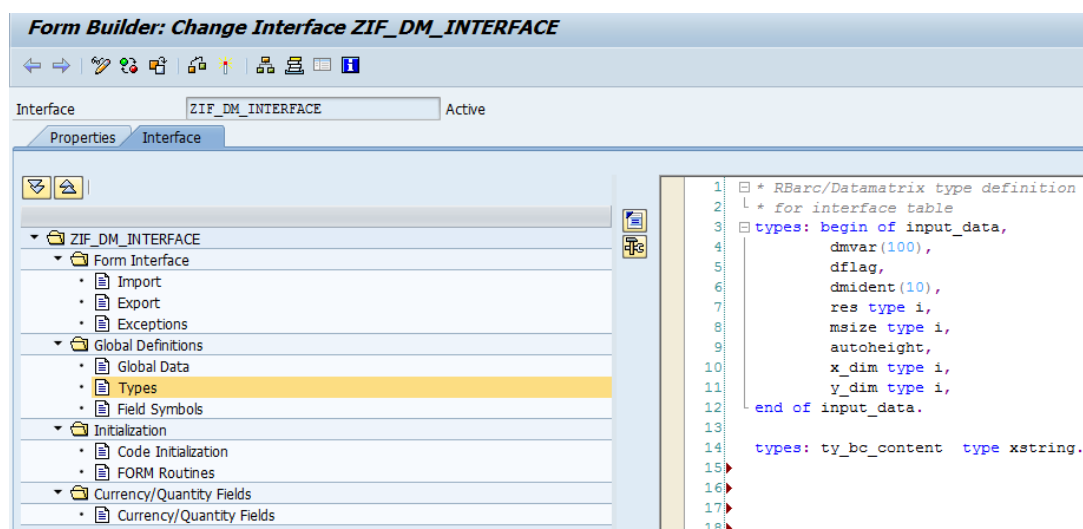 Form Builder: Change Interface ZIF_DM_INTERFACE
Interface ZIF_DM_INTERFACE Active
Properties Interface
ZIF_DM_INTERFACE
Form Interface
Import
Export
Exceptions
Global Definitions
Global Data
Types
Field Symbols
Initialization
Code Initialization
FORM Routines
Currency/Quantity Fields
Currency/Quantity Fields
1 * RBarc/Datamatrix type definition
2 * for interface table
3 types: begin of input_data,
4 dmvar(100),
5 dflag,
6 dmident(10),
7 res type i,
8 msize type i,
9 autoheight,
10 x_dim type i,
11 y_dim type i,
12 end of input_data.
13
14 types: ty_bc_content type xstring.
15
16
17
18